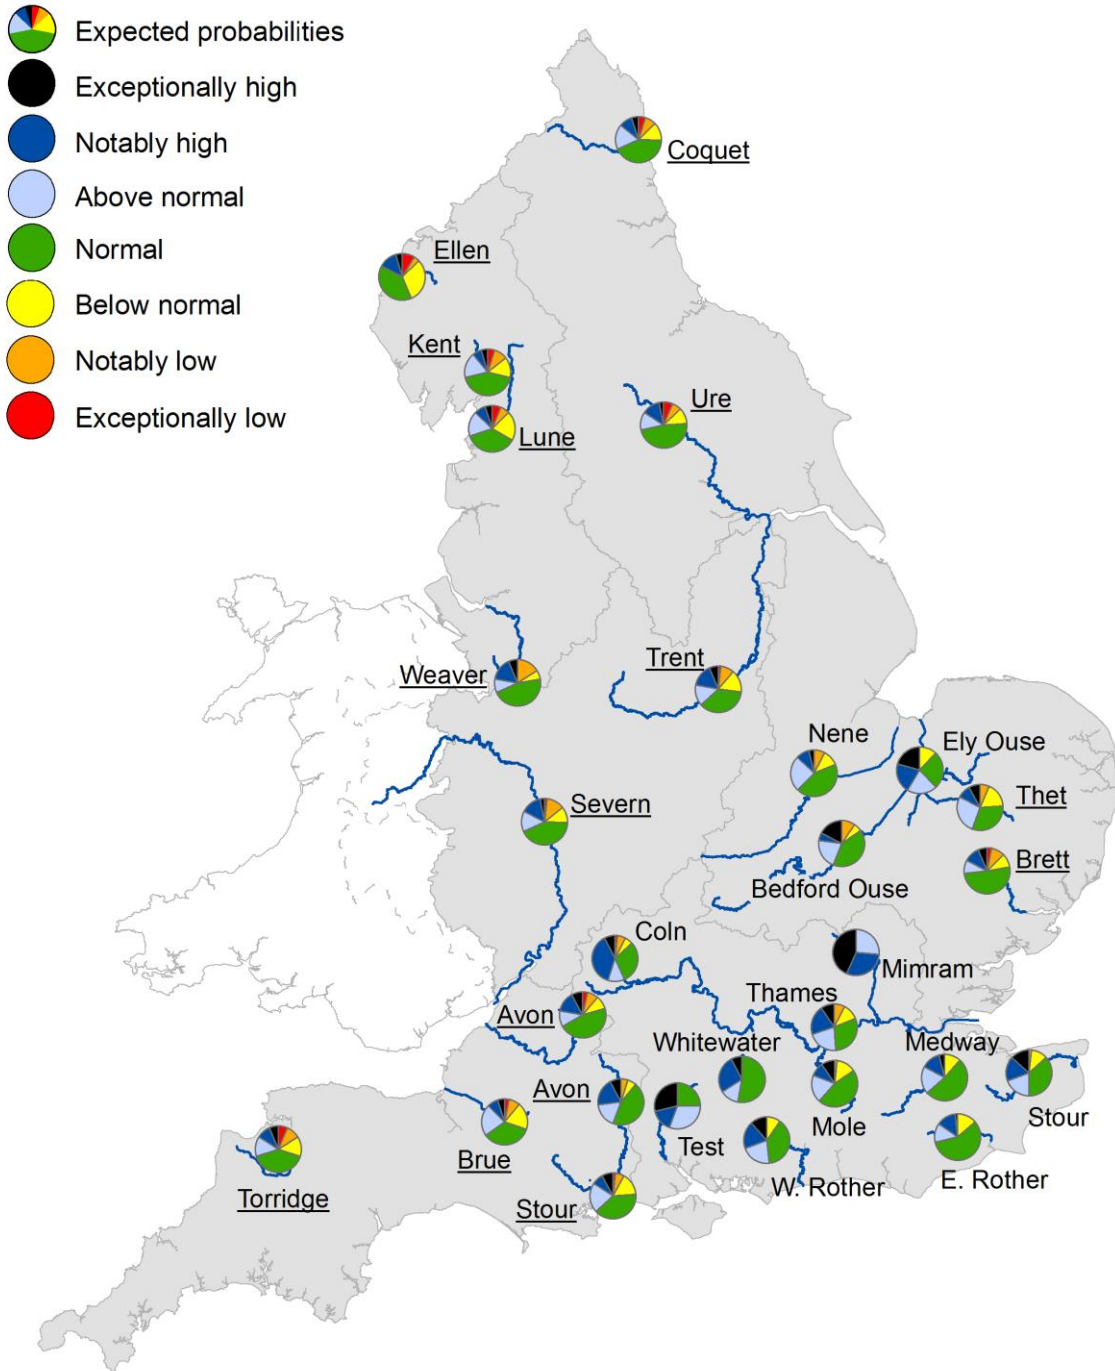 Expected probabilities
Exceptionally high
Notably high
Above normal
Normal
Below normal
Notably low
Exceptionally low
Coquet
Ellen
Kent
Lune
Ure
Weaver
Trent
Nene
Ely Ouse
Thet
Severn
Bedford Ouse
Brett
Coln
Mimram
Avon
Thames
Whitewater
Medway
Avon
Test
Mole
Stour
Brue
W. Rother
E. Rother
Torridge
Stour